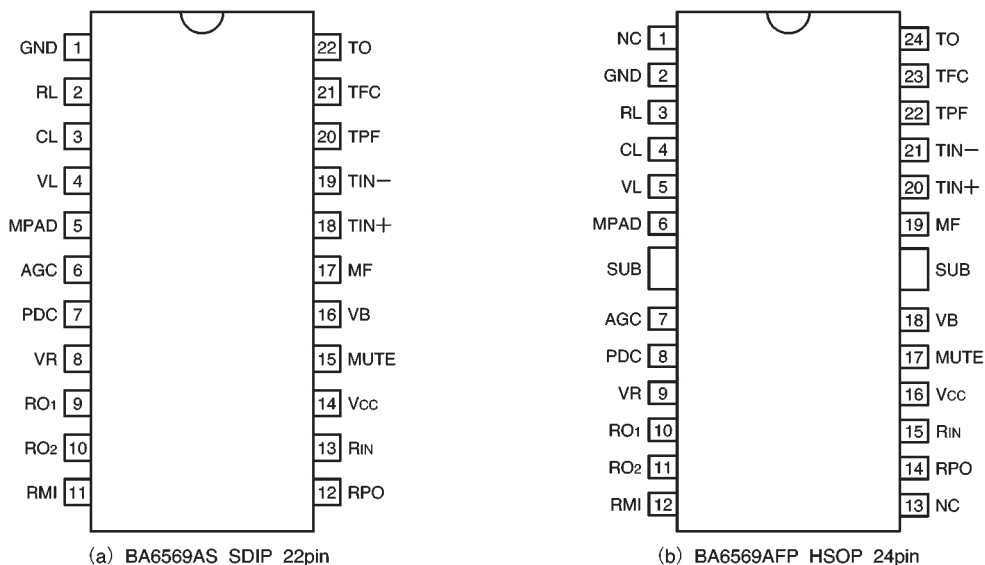 GND 1
RL 2
CL 3
VL 4
MPAD 5
AGC 6
PDC 7
VR 8
RO1 9
RO2 10
RMI 11
22 TO
21 TFC
20 TPF
19 TIN−
18 TIN+
17 MF
16 VB
15 MUTE
14 VCC
13 RIN
12 RPO
(a) BA6569AS SDIP 22pin
NC 1
GND 2
RL 3
CL 4
VL 5
MPAD 6
SUB
AGC 7
PDC 8
VR 9
RO1 10
RO2 11
RMI 12
24 TO
23 TFC
22 TPF
21 TIN−
20 TIN+
19 MF
SUB
18 VB
17 MUTE
16 VCC
15 RIN
14 RPO
13 NC
(b) BA6569AFP HSOP 24pin